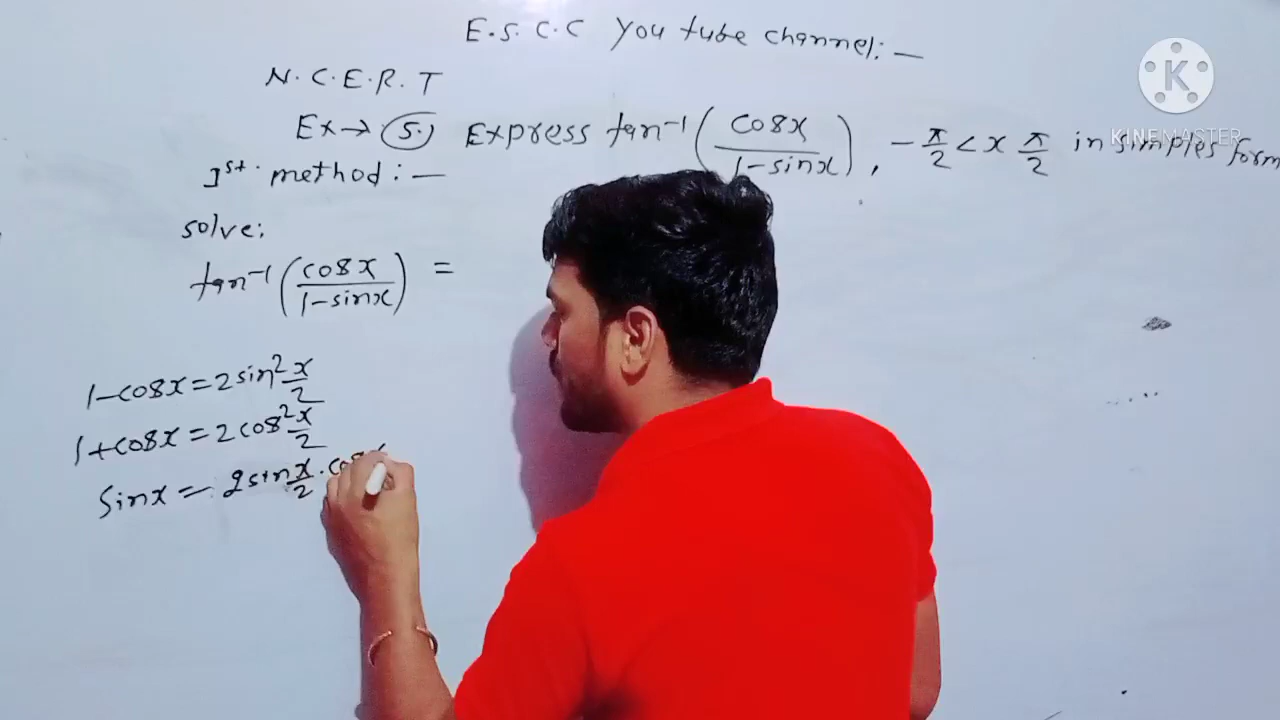 E.S.C.C You tube channel:-
K
KINEMASTER
N.C.E.R.T
Ex→ (5.) Express tan⁻¹(cosx/1-sinx), -π/2 < x π/2 in simples form
Ist. method:-
solve:
tan⁻¹(cosx/1-sinx) =
1-cosx = 2sin²x/2
1+cosx = 2cos²x/2
sinx = 2sinx/2.